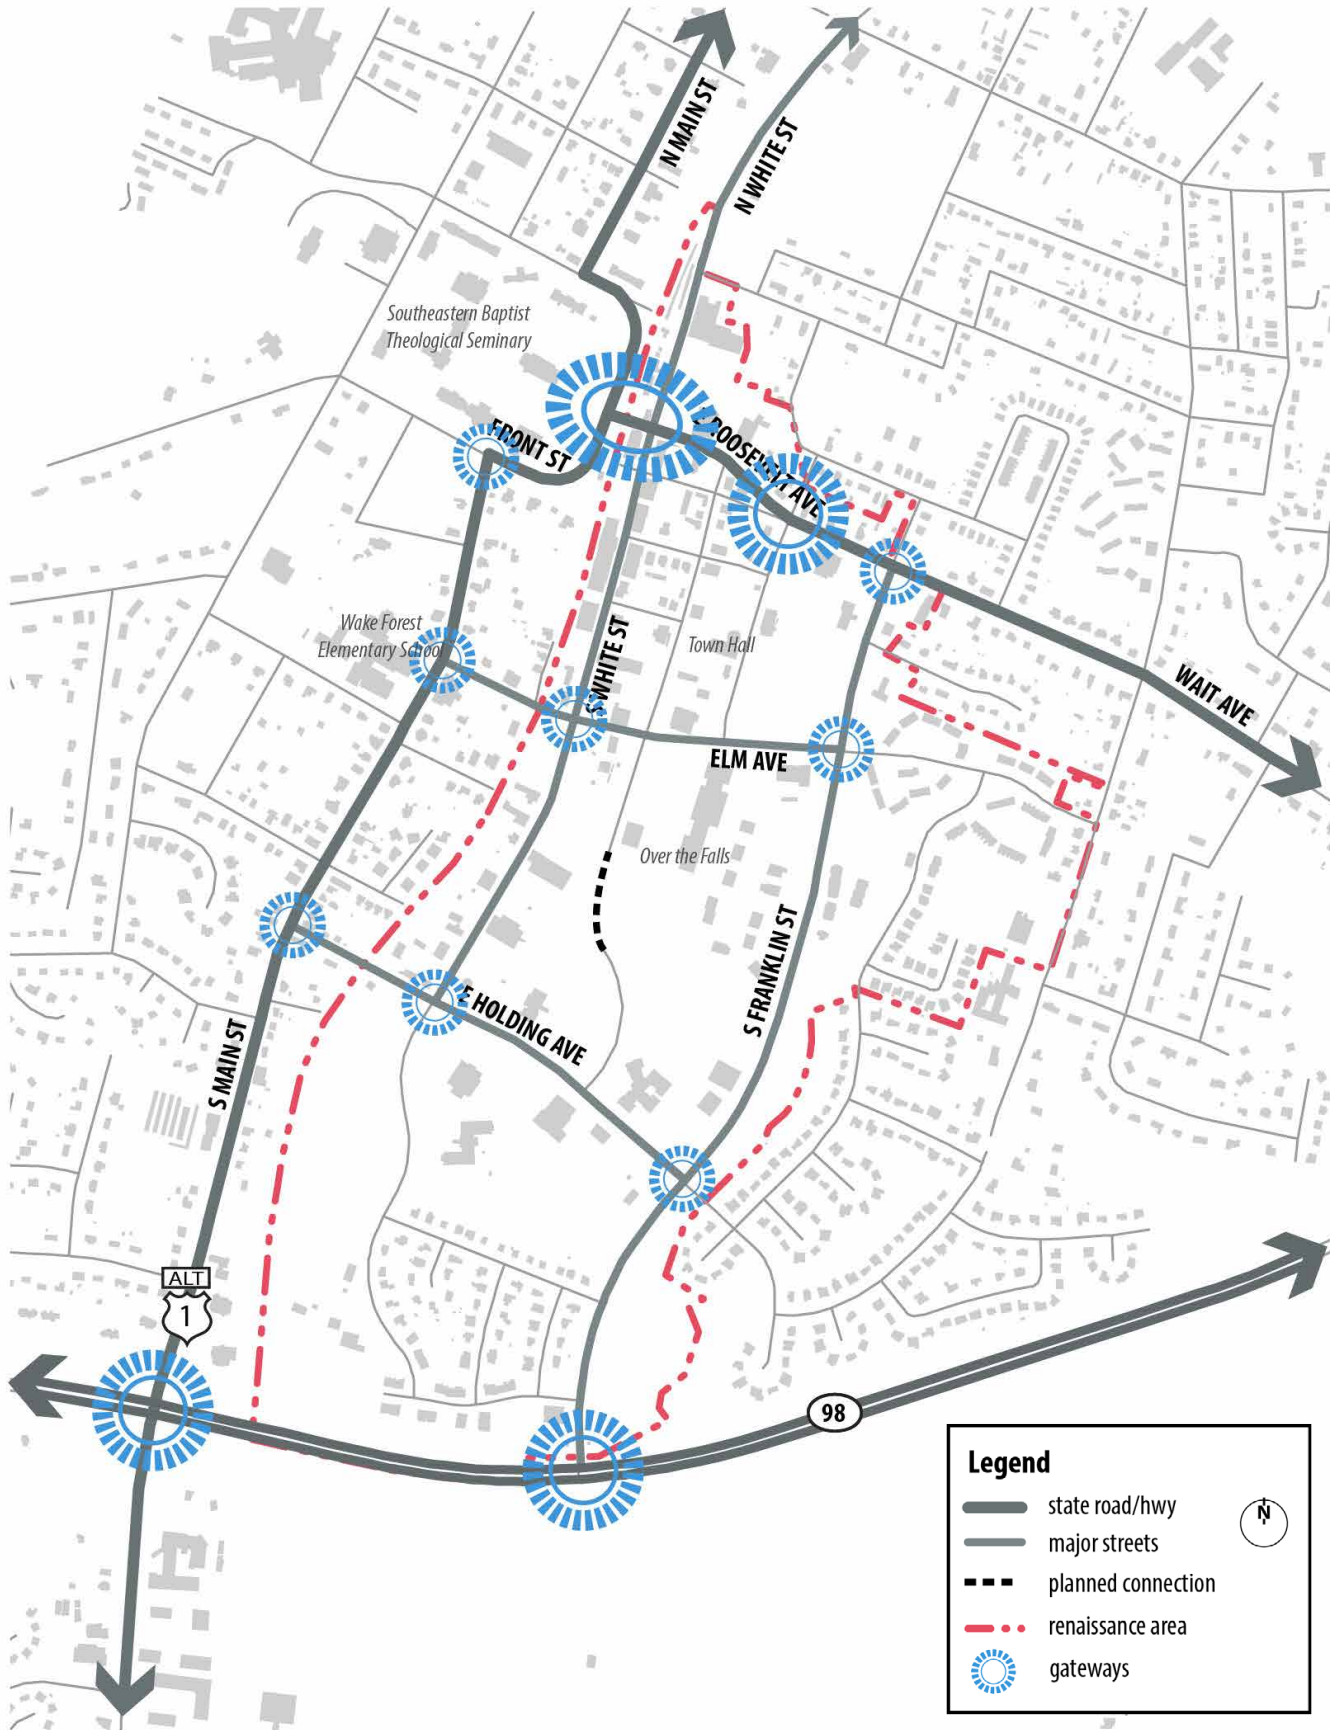 N MAIN ST
N WHITE ST
Southeastern Baptist
Theological Seminary
FRONT ST
E ROOSEVELT AVE
Wake Forest
Elementary School
S WHITE ST
Town Hall
WAIT AVE
ELM AVE
Over the Falls
S FRANKLIN ST
E HOLDING AVE
S MAIN ST
ALT
1
98
Legend
state road/hwy
N
major streets
planned connection
renaissance area
gateways